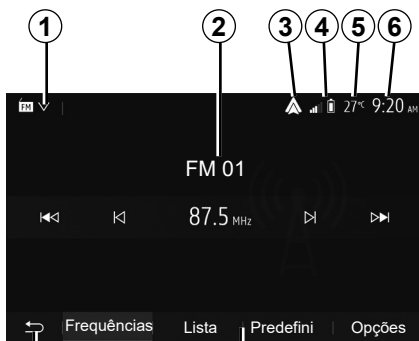 1 2 3 4 5 6
FM 27°C 9:20 AM
FM 01
87.5 MHz
Frequências Lista Predefini Opções